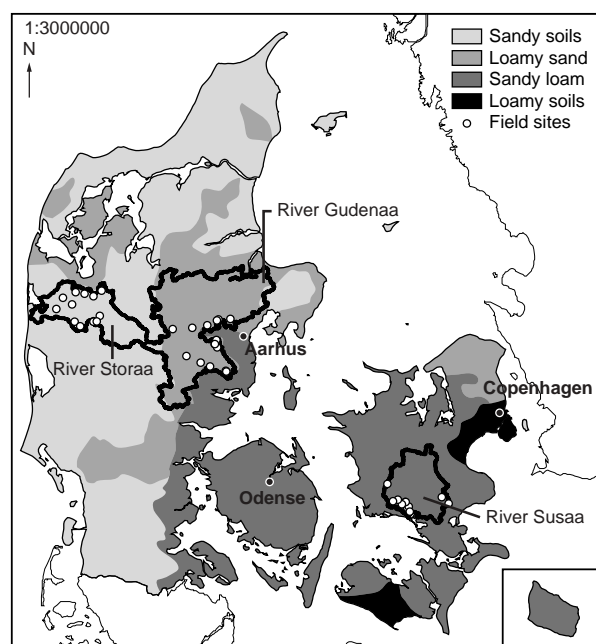 1:3000000
N
Sandy soils
Loamy sand
Sandy loam
Loamy soils
Field sites
River Gudenaa
Aarhus
River Storaa
Copenhagen
Odense
River Susaa